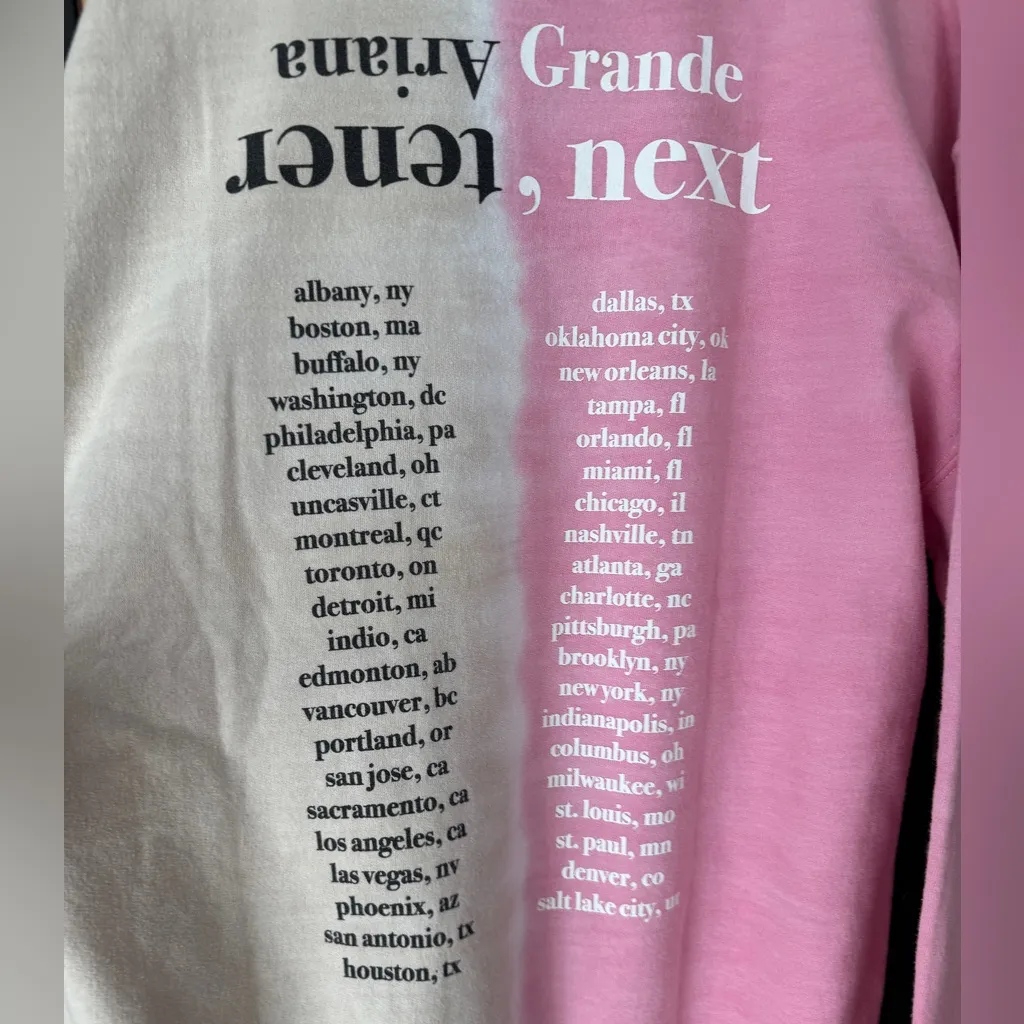 Ariana Grande
tener , next
albany, ny
boston, ma
buffalo, ny
washington, dc
philadelphia, pa
cleveland, oh
uncasville, ct
montreal, qc
toronto, on
detroit, mi
indio, ca
edmonton, ab
vancouver, bc
portland, or
san jose, ca
sacramento, ca
los angeles, ca
las vegas, nv
phoenix, az
san antonio, tx
houston, tx
dallas, tx
oklahoma city, ok
new orleans, la
tampa, fl
orlando, fl
miami, fl
chicago, il
nashville, tn
atlanta, ga
charlotte, nc
pittsburgh, pa
brooklyn, ny
new york, ny
indianapolis, in
columbus, oh
milwaukee, wi
st. louis, mo
st. paul, mn
denver, co
salt lake city, ut